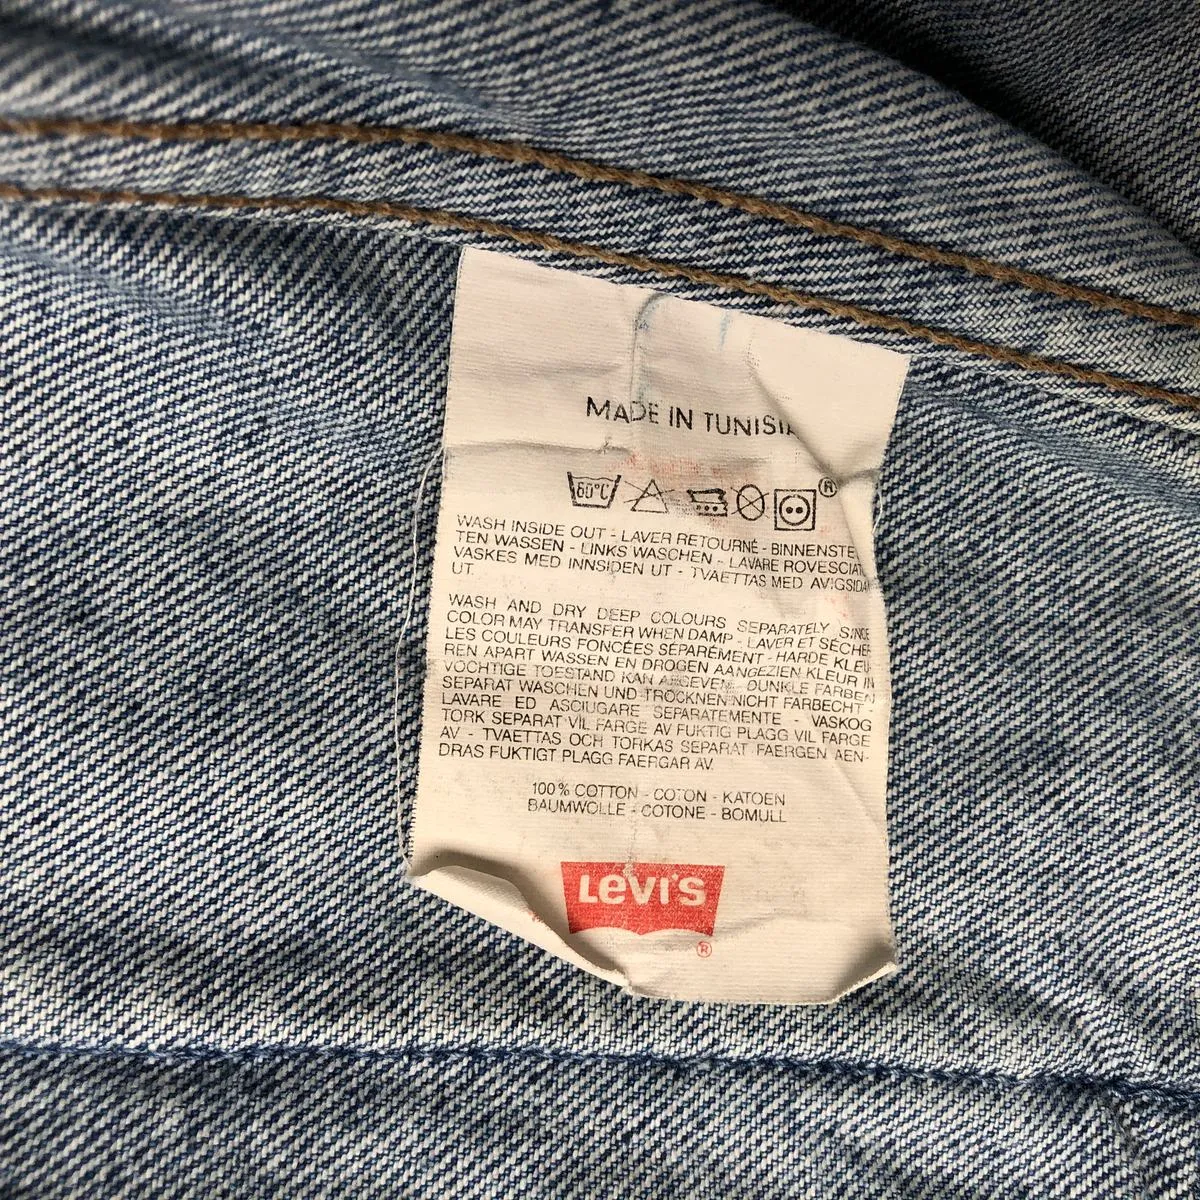 MADE IN TUNISIA
60°C ®
WASH INSIDE OUT - LAVER RETOURNÉ - BINNENSTE
TEN WASSEN - LINKS WASCHEN - LAVARE ROVESCIAT
VASKES MED INNSIDEN UT - TVAETTAS MED AVIGSIDA
UT
WASH AND DRY DEEP COLOURS SEPARATELY SINCE
COLOR MAY TRANSFER WHEN DAMP - LAVER ET SÉCHER
LES COULEURS FONCÉES SÉPARÉMENT - HARDE KLEU
REN APART WASSEN EN DROGEN AANGEZIEN KLEUR IN
VOCHTIGE TOESTAND KAN AFGEVEN. DUNKLE FARBEN
SEPARAT WASCHEN UND TROCKNEN NICHT FARBECHT -
LAVARE ED ASCIUGARE SEPARATEMENTE - VASKOG
TORK SEPARAT VIL FARGE AV FUKTIG PLAGG VIL FARGE
AV - TVAETTAS OCH TORKAS SEPARAT FAERGEN AEN-
DRAS FUKTIGT PLAGG FAERGAR AV.
100% COTTON - COTON - KATOEN
BAUMWOLLE - COTONE - BOMULL
LEVI'S
®